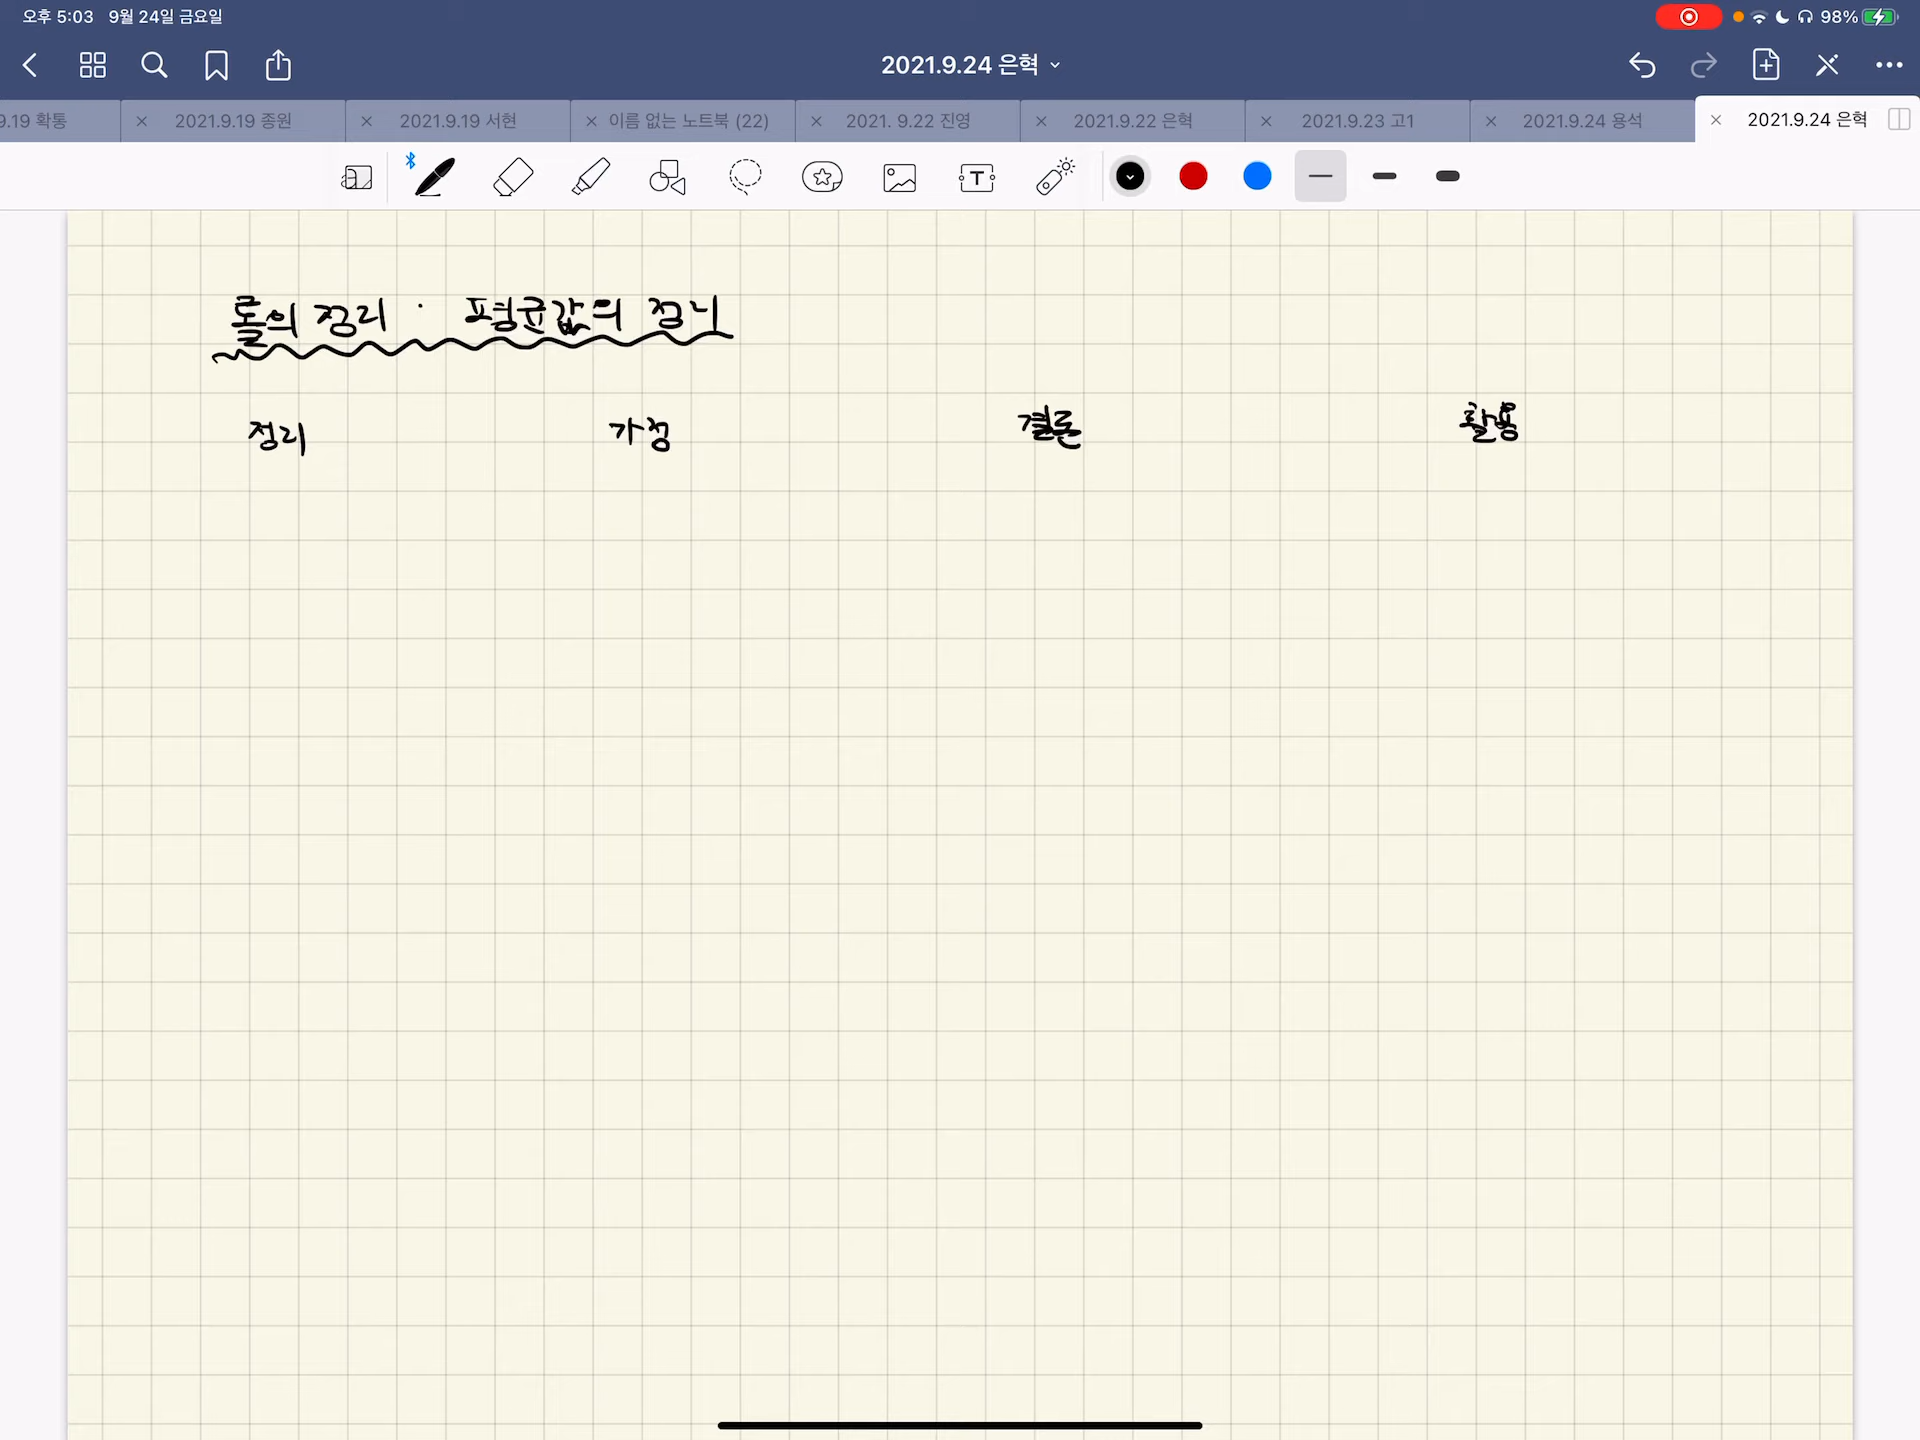 오후 5:03 9월 24일 금요일 98%
2021.9.24 은혁
9.19 확통 2021.9.19 종원 2021.9.19 서현 이름 없는 노트북 (22) 2021. 9.22 진영 2021.9.22 은혁 2021.9.23 고1 2021.9.24 용석 2021.9.24 은혁
롤의 정리 · 평균값의 정리
정리 가정 결론 활용